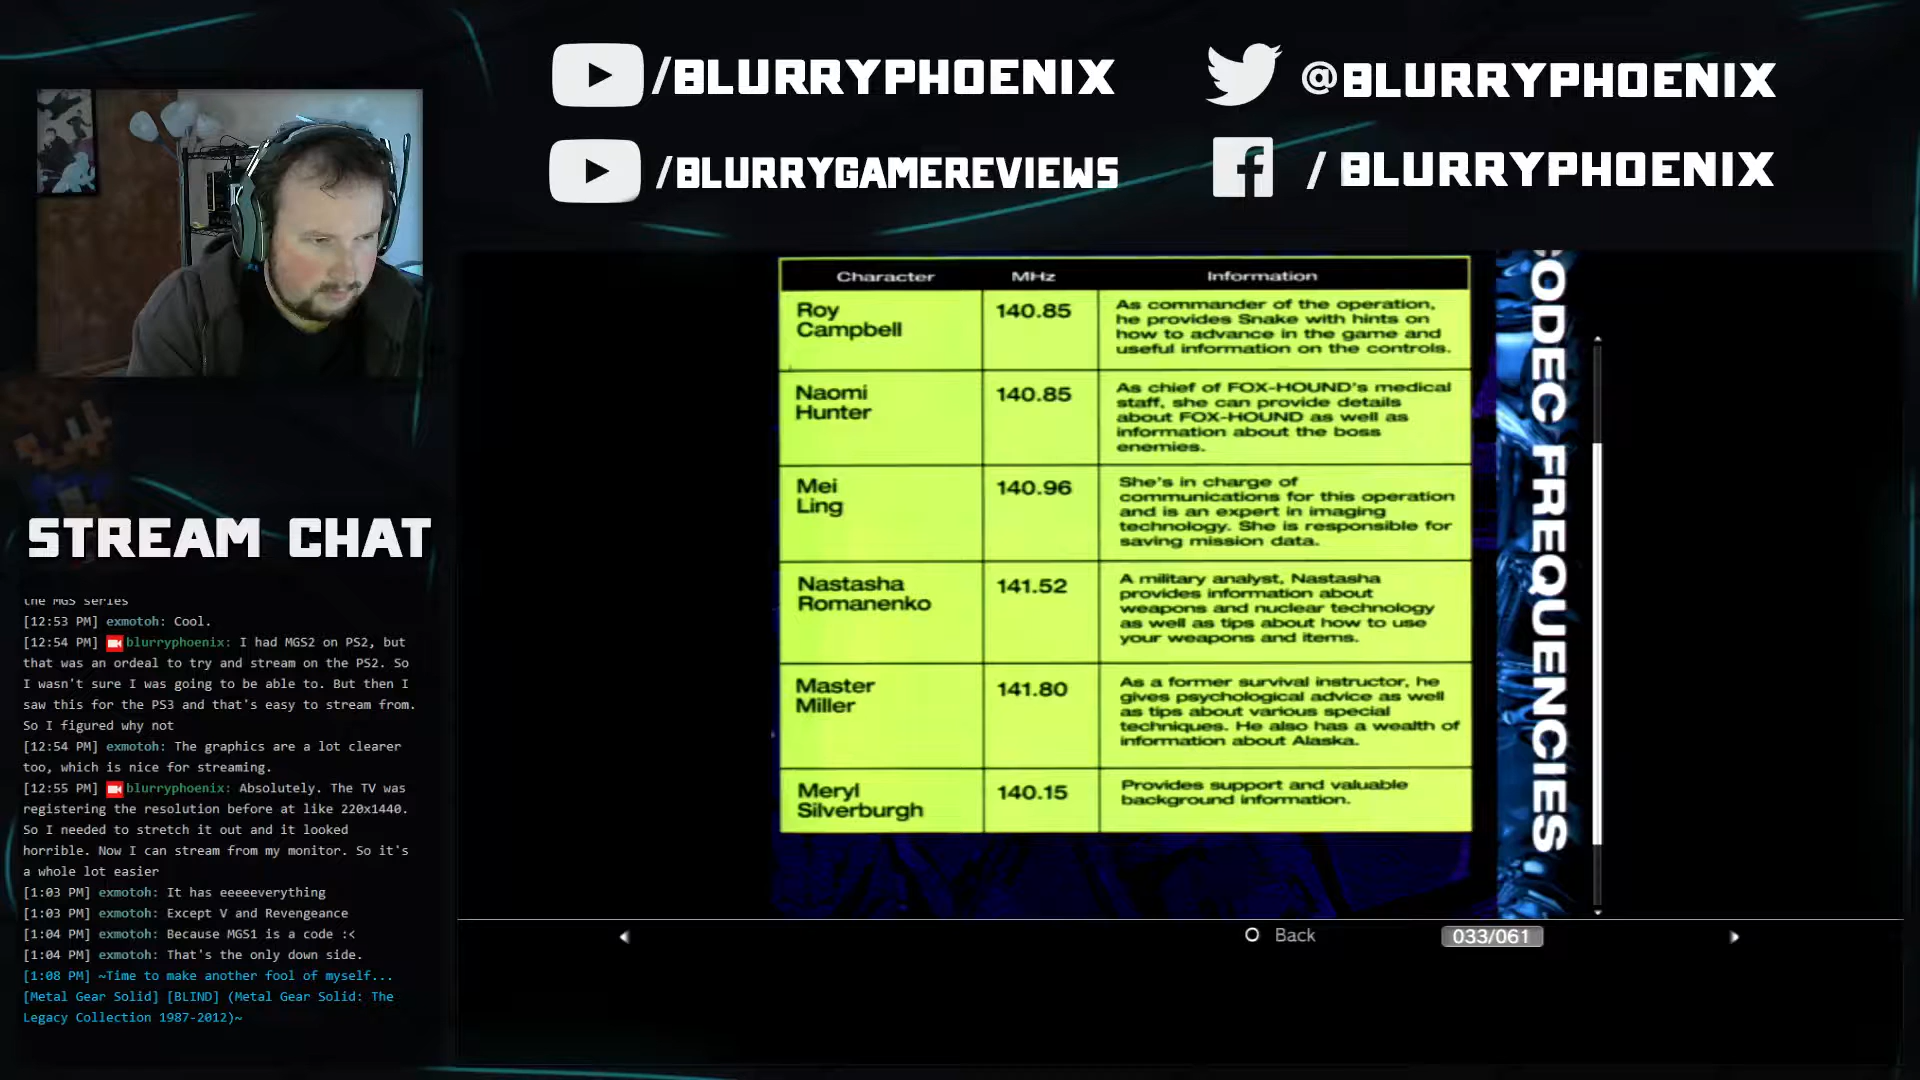 /BLURRYPHOENIX
@BLURRYPHOENIX
/BLURRYGAMEREVIEWS
/ BLURRYPHOENIX
Character MHz Information
Roy
Campbell
140.85
As commander of the operation,
he provides Snake with hints on
how to advance in the game and
useful information on the controls.
Naomi
Hunter
140.85
As chief of FOX-HOUND's medical
staff, she can provide details
about FOX-HOUND as well as
information about the boss
enemies.
Mei
Ling
140.96
She's in charge of
communications for this operation
and is an expert in imaging
technology. She is responsible for
saving mission data.
Nastasha
Romanenko
141.52
A military analyst, Nastasha
provides information about
weapons and nuclear technology
as well as tips about how to use
your weapons and items.
Master
Miller
141.80
As a former survival instructor, he
gives psychological advice as well
as tips about various special
techniques. He also has a wealth of
information about Alaska.
Meryl
Silverburgh
140.15
Provides support and valuable
background information.
CODEC FREQUENCIES
Back
033/061
STREAM CHAT
the MGS series
[12:53 PM] exmotoh: Cool.
[12:54 PM] blurryphoenix: I had MGS2 on PS2, but
that was an ordeal to try and stream on the PS2. So
I wasn't sure I was going to be able to. But then I
saw this for the PS3 and that's easy to stream from.
So I figured why not
[12:54 PM] exmotoh: The graphics are a lot clearer
too, which is nice for streaming.
[12:55 PM] blurryphoenix: Absolutely. The TV was
registering the resolution before at like 220x1440.
So I needed to stretch it out and it looked
horrible. Now I can stream from my monitor. So it's
a whole lot easier
[1:03 PM] exmotoh: It has eeeeeverything
[1:03 PM] exmotoh: Except V and Revengeance
[1:04 PM] exmotoh: Because MGS1 is a code :<
[1:04 PM] exmotoh: That's the only down side.
[1:08 PM] ~Time to make another fool of myself...
[Metal Gear Solid] [BLIND] (Metal Gear Solid: The
Legacy Collection 1987-2012)~